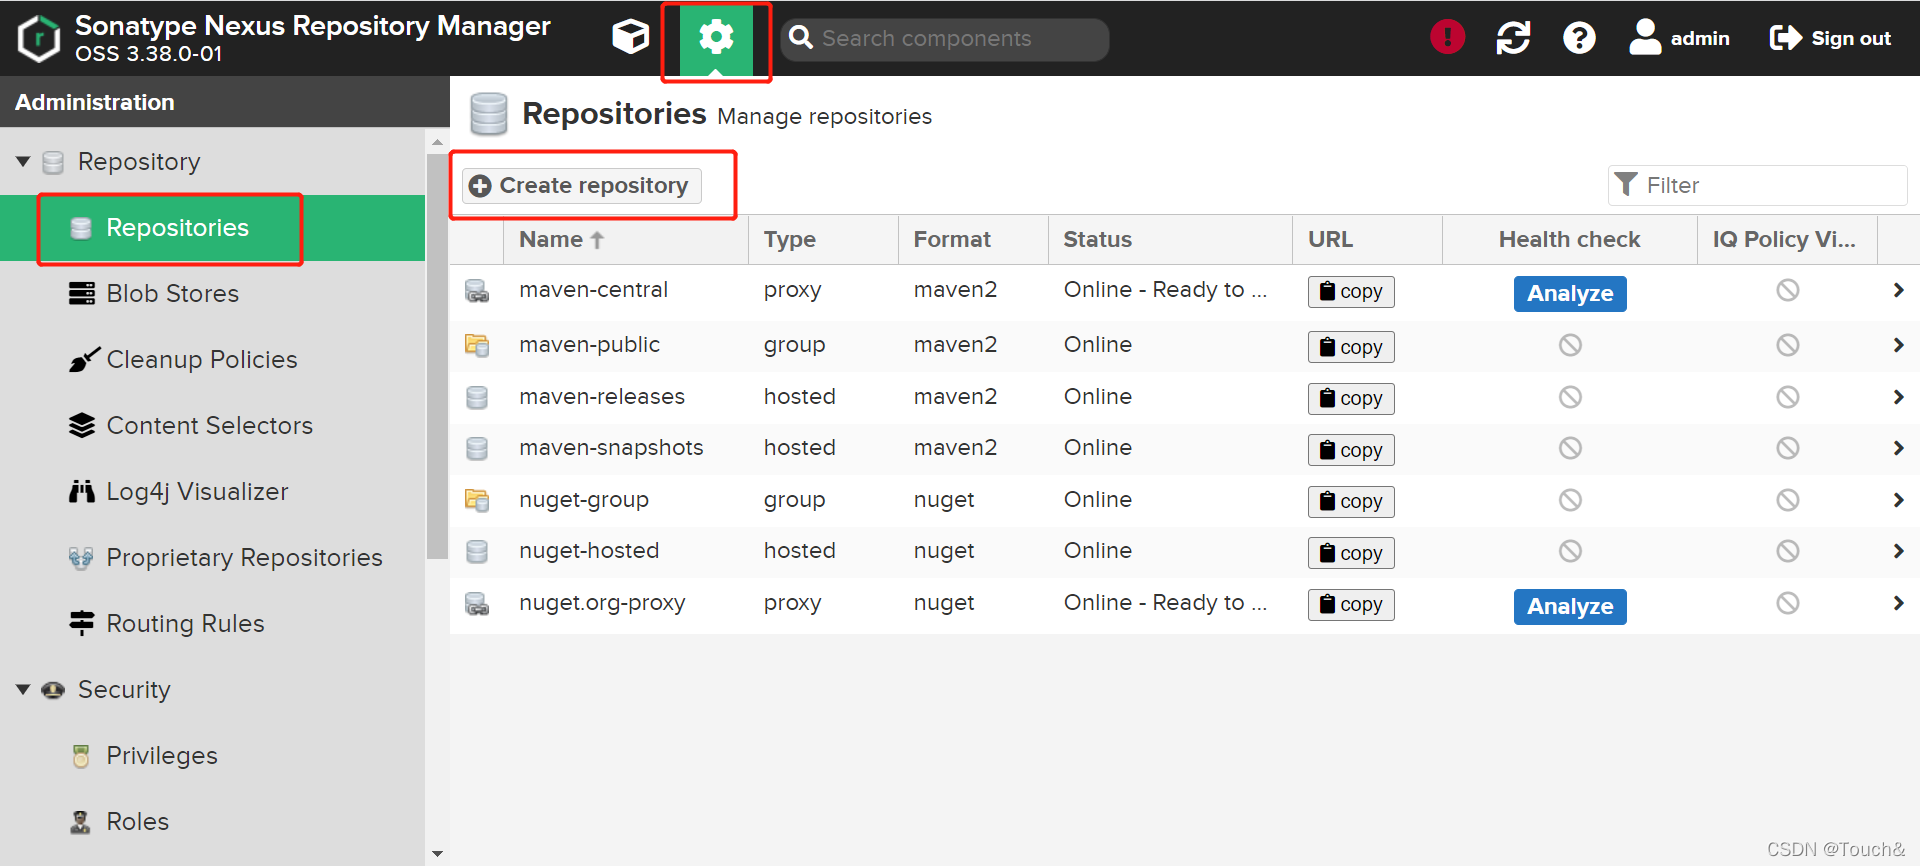 Sonatype Nexus Repository Manager
OSS 3.38.0-01
Search components
admin
Sign out
Administration
Repository
Repositories
Blob Stores
Cleanup Policies
Content Selectors
Log4j Visualizer
Proprietary Repositories
Routing Rules
Security
Privileges
Roles
Repositories Manage repositories
Create repository
Filter
Name Type Format Status URL Health check IQ Policy Vi...
maven-central proxy maven2 Online - Ready to ... copy Analyze
maven-public group maven2 Online copy
maven-releases hosted maven2 Online copy
maven-snapshots hosted maven2 Online copy
nuget-group group nuget Online copy
nuget-hosted hosted nuget Online copy
nuget.org-proxy proxy nuget Online - Ready to ... copy Analyze
CSDN @Touch&